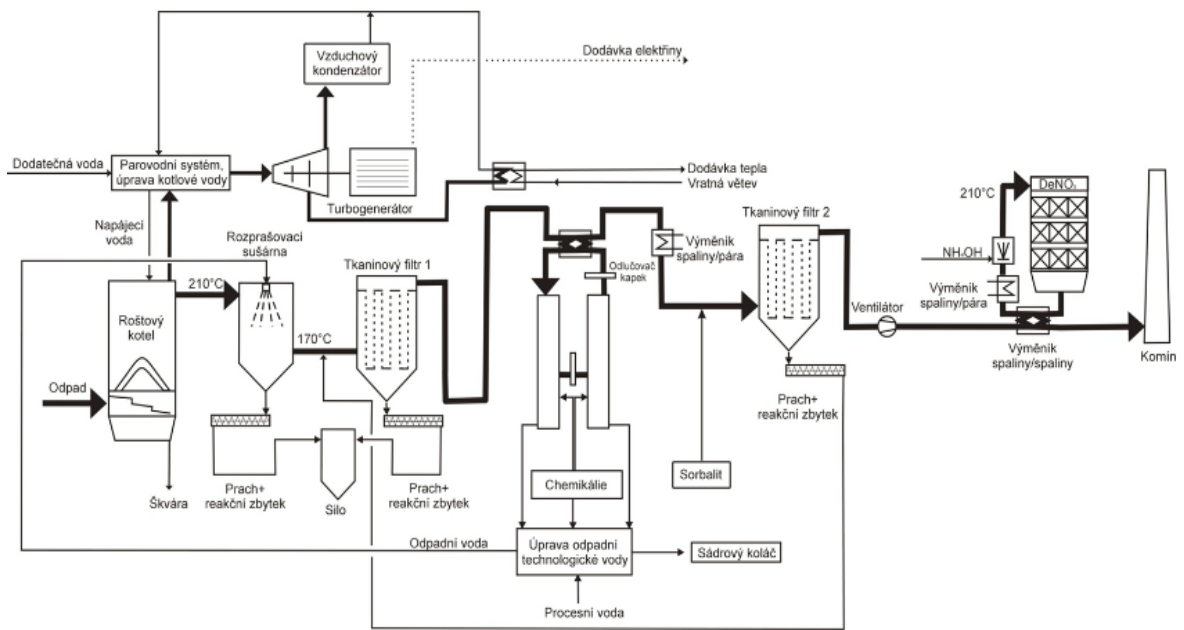 Vzduchový
kondenzátor
Dodávka elektřiny
Dodatečná voda
Parovodní systém,
úprava kotlové vody
Dodávka tepla
Vratná větev
Turbogenerátor
Napájecí
voda
Rozprašovací
sušárna
Tkaninový filtr 1
Tkaninový filtr 2
Výměník
spaliny/pára
Odlučovač
kapek
210°C
DeNOₓ
NH₄OH
Výměník
spaliny/pára
Ventilátor
Výměník
spaliny/spaliny
Komín
210°C
170°C
Roštový
kotel
Odpad
Škvára
Prach+
reakční zbytek
Silo
Prach+
reakční zbytek
Prach+
reakční zbytek
Sorbalit
Chemikálie
Odpadní voda
Úprava odpadní
technologické vody
Sádrový koláč
Procesní voda